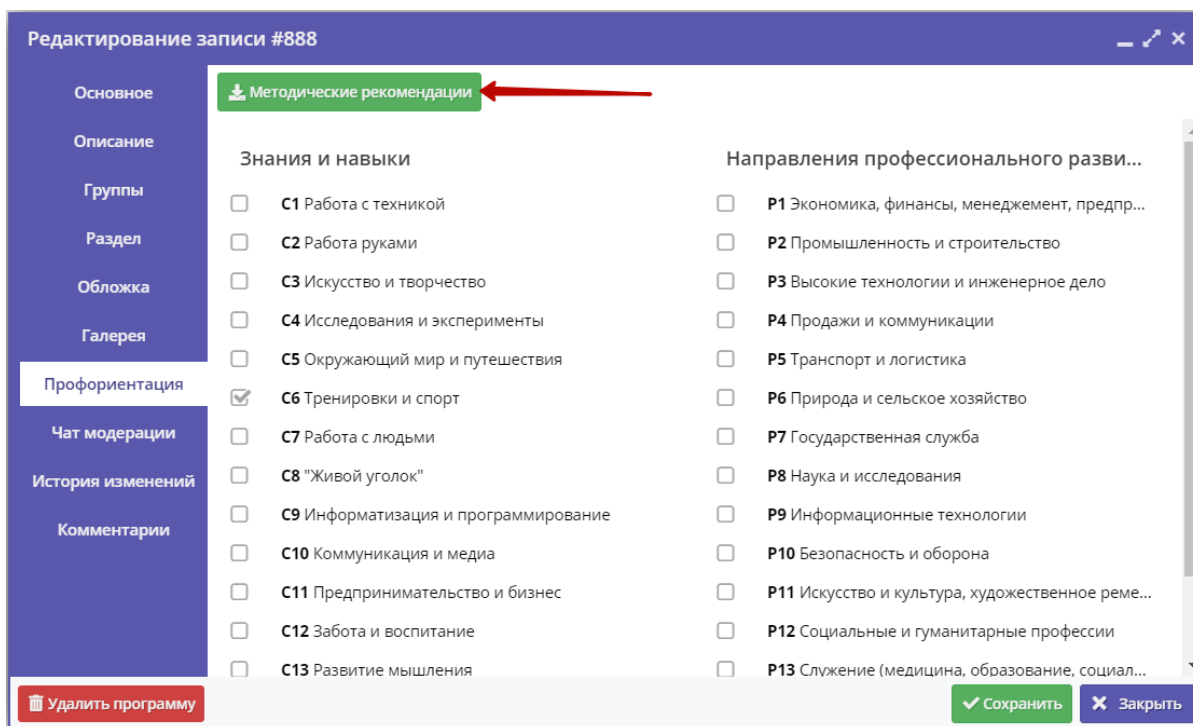 Редактирование записи #888
Основное
Описание
Группы
Раздел
Обложка
Галерея
Профориентация
Чат модерации
История изменений
Комментарии
Методические рекомендации
Знания и навыки
C1 Работа с техникой
C2 Работа руками
C3 Искусство и творчество
C4 Исследования и эксперименты
C5 Окружающий мир и путешествия
C6 Тренировки и спорт
C7 Работа с людьми
C8 "Живой уголок"
C9 Информатизация и программирование
C10 Коммуникация и медиа
C11 Предпринимательство и бизнес
C12 Забота и воспитание
C13 Развитие мышления
Направления профессионального разви...
P1 Экономика, финансы, менеджемент, предпр...
P2 Промышленность и строительство
P3 Высокие технологии и инженерное дело
P4 Продажи и коммуникации
P5 Транспорт и логистика
P6 Природа и сельское хозяйство
P7 Государственная служба
P8 Наука и исследования
P9 Информационные технологии
P10 Безопасность и оборона
P11 Искусство и культура, художественное реме...
P12 Социальные и гуманитарные профессии
P13 Служение (медицина, образование, социал...
Удалить программу
Сохранить
Закрыть